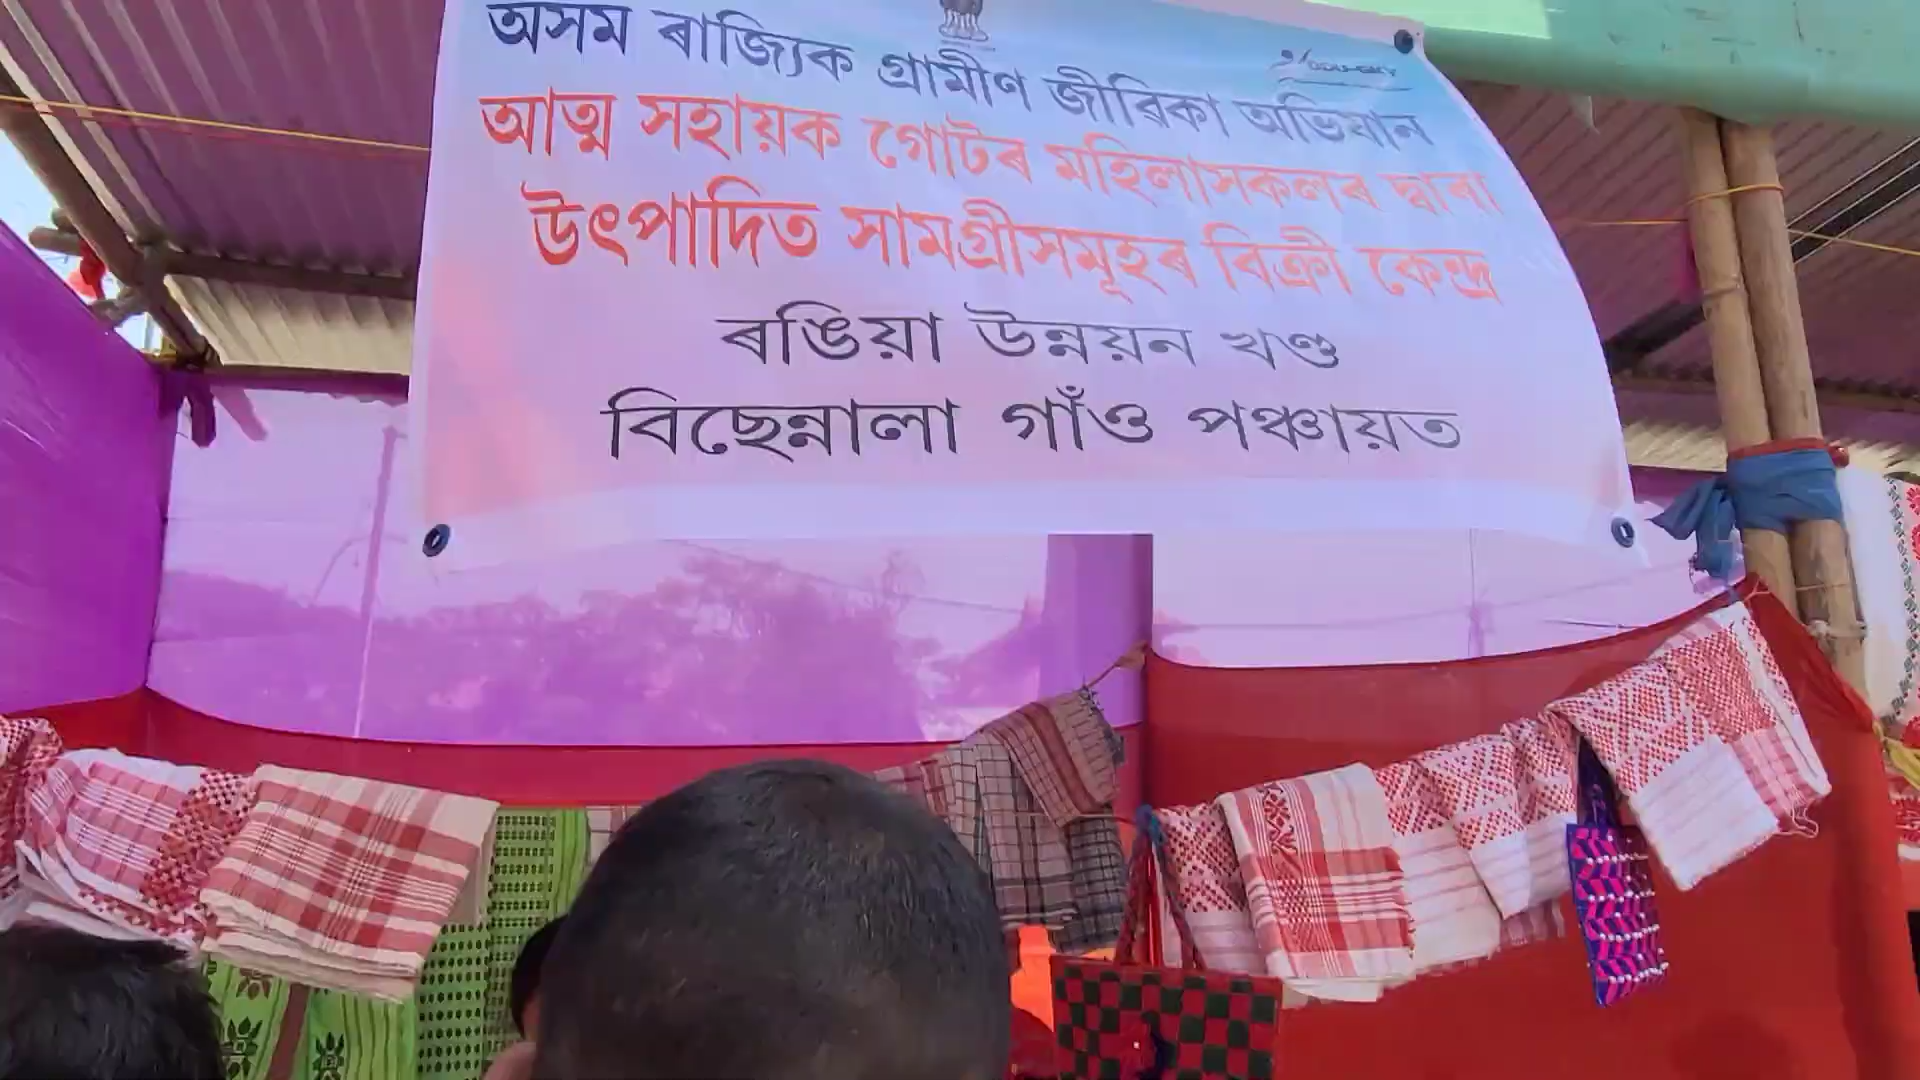 অসম ৰাজ্যিক গ্ৰামীণ জীৱিকা অভিযান
আত্ম সহায়ক গোটৰ মহিলাসকলৰ দ্বাৰা
উৎপাদিত সামগ্ৰীসমূহৰ বিক্ৰী কেন্দ্ৰ
ৰঙিয়া উন্নয়ন খণ্ড
বিছেন্নালা গাঁও পঞ্চায়ত